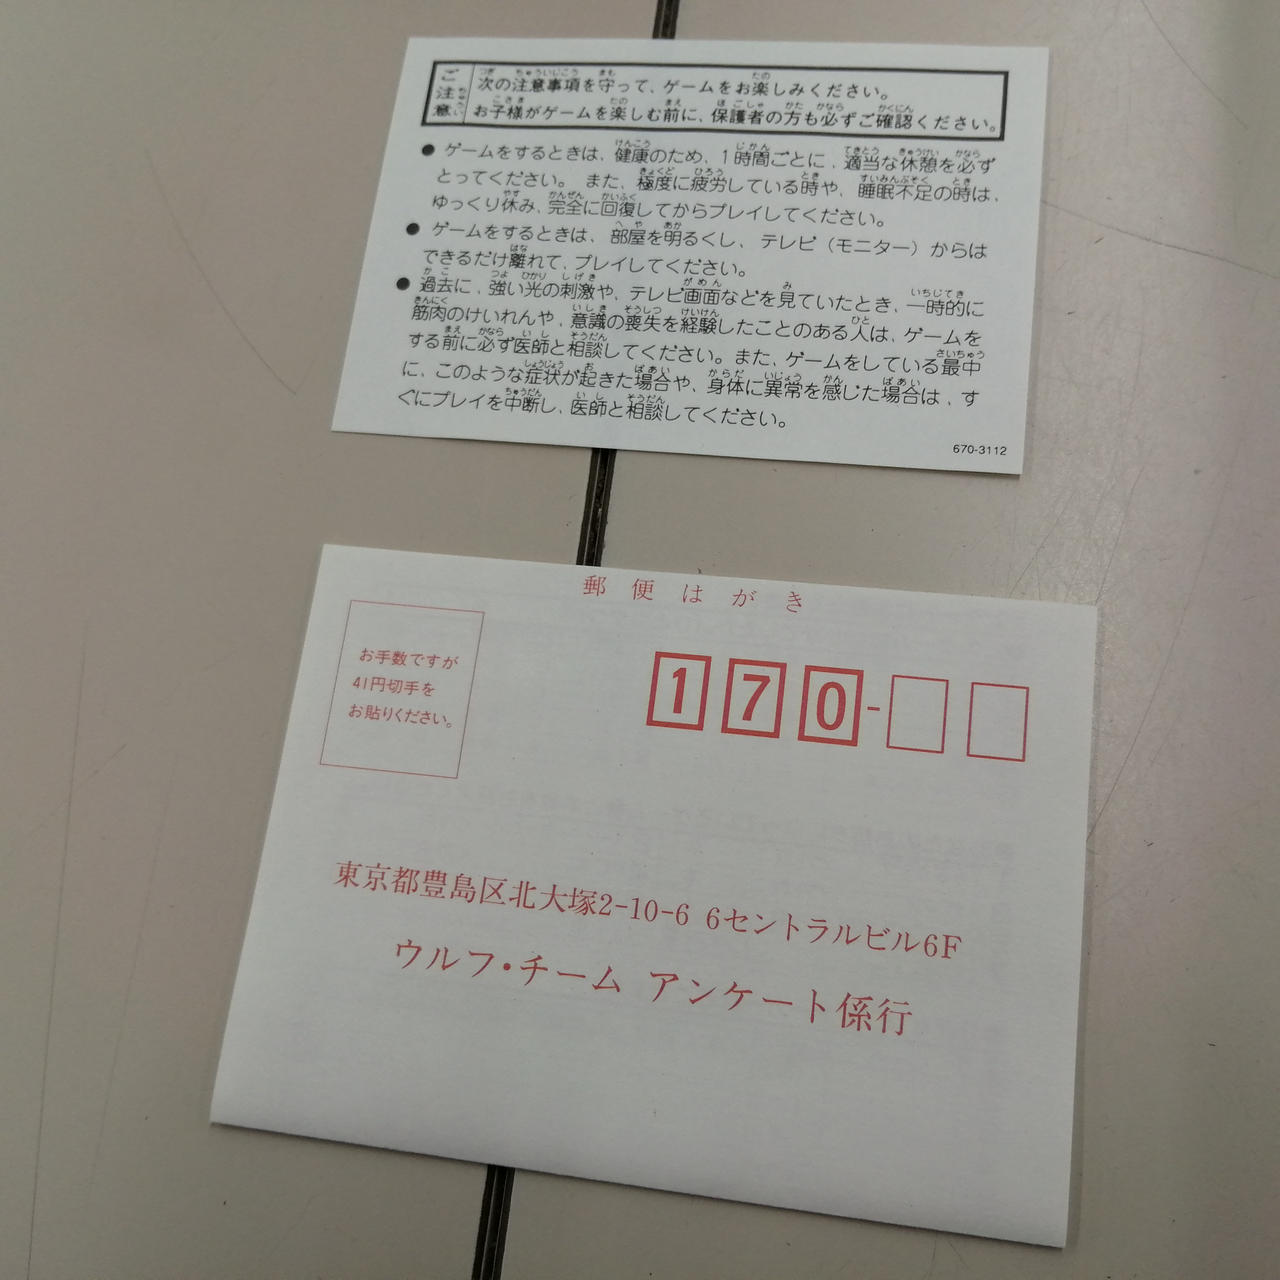 ご注意
次の注意事項を守って、ゲームをお楽しみください。
お子様がゲームを楽しむ前に、保護者の方も必ずご確認ください。
● ゲームをするときは、健康のため、1時間ごとに、適当な休憩を必ず
とってください。また、極度に疲労している時や、睡眠不足の時は、
ゆっくり休み、完全に回復してからプレイしてください。
● ゲームをするときは、部屋を明るくし、テレビ（モニター）からは
できるだけ離れて、プレイしてください。
● 過去に、強い光の刺激や、テレビ画面などを見ていたとき、一時的に
筋肉のけいれんや、意識の喪失を経験したことのある人は、ゲームを
する前に必ず医師と相談してください。また、ゲームをしている最中
に、このような症状が起きた場合や、身体に異常を感じた場合は、す
ぐにプレイを中断し、医師と相談してください。
670-3112
郵便はがき
お手数ですが
41円切手を
お貼りください。
170-
東京都豊島区北大塚2-10-6 6セントラルビル6F
ウルフ・チーム アンケート係行